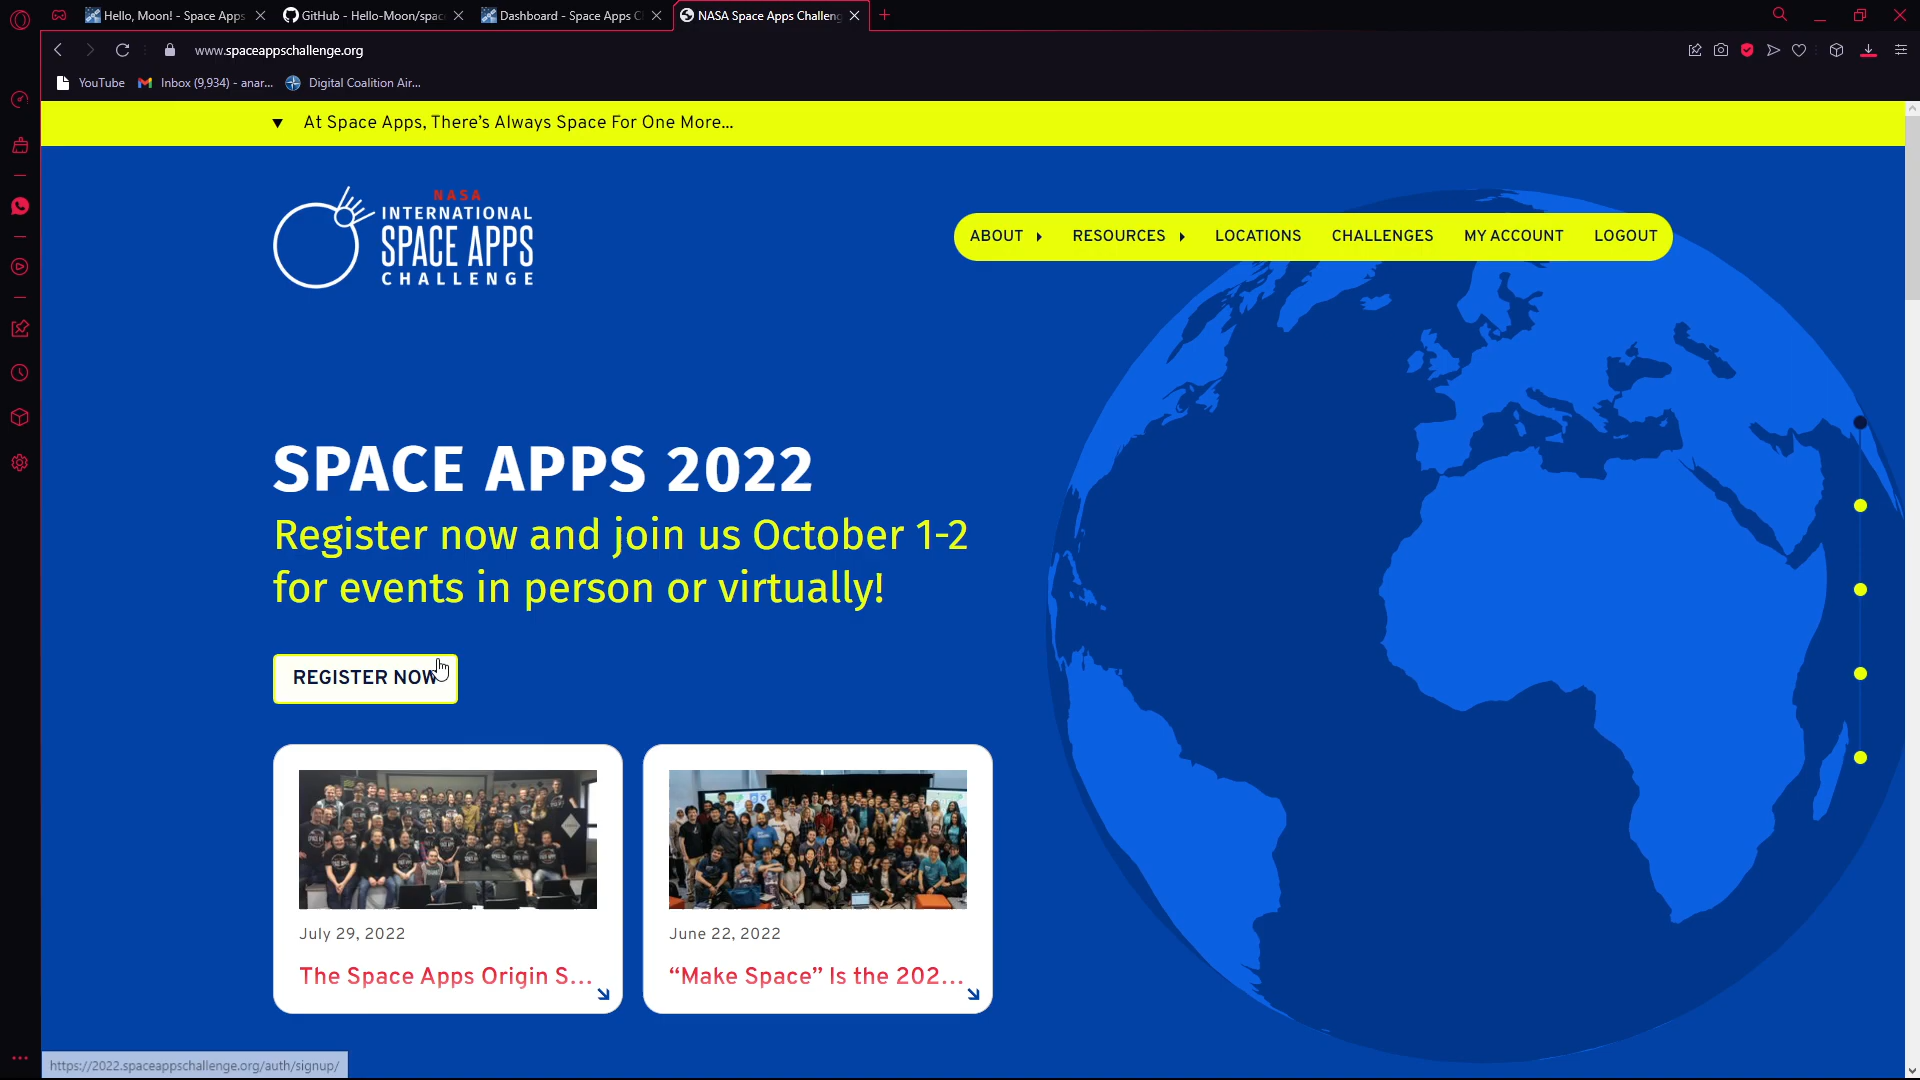 Hello, Moon! - Space Apps
GitHub - Hello-Moon/spac
Dashboard - Space Apps C
NASA Space Apps Challeng
www.spaceappschallenge.org
YouTube
Inbox (9,934) - anar...
Digital Coalition Air...
At Space Apps, There’s Always Space For One More...
NASA
INTERNATIONAL
SPACE APPS
CHALLENGE
ABOUT
RESOURCES
LOCATIONS
CHALLENGES
MY ACCOUNT
LOGOUT
SPACE APPS 2022
Register now and join us October 1-2
for events in person or virtually!
REGISTER NOW
July 29, 2022
The Space Apps Origin S...
June 22, 2022
“Make Space” Is the 202...
https://2022.spaceappschallenge.org/auth/signup/